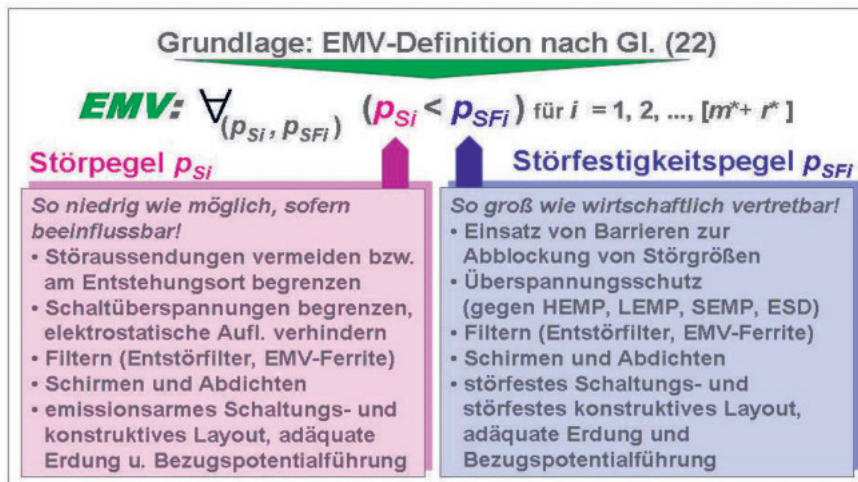 Grundlage: EMV-Definition nach Gl. (22)
EMV: ∀(pSi, pSFi) (pSi < pSFi) für i = 1, 2, ..., [m*+ r*]
Störpegel pSi
So niedrig wie möglich, sofern
beeinflussbar!
• Störaussendungen vermeiden bzw.
am Entstehungsort begrenzen
• Schaltüberspannungen begrenzen,
elektrostatische Aufl. verhindern
• Filtern (Entstörfilter, EMV-Ferrite)
• Schirmen und Abdichten
• emissionsarmes Schaltungs- und
konstruktives Layout, adäquate
Erdung u. Bezugspotentialführung
Störfestigkeitspegel pSFi
So groß wie wirtschaftlich vertretbar!
• Einsatz von Barrieren zur
Abblockung von Störgrößen
• Überspannungsschutz
(gegen HEMP, LEMP, SEMP, ESD)
• Filtern (Entstörfilter, EMV-Ferrite)
• Schirmen und Abdichten
• störfestes Schaltungs- und
störfestes konstruktives Layout,
adäquate Erdung und
Bezugspotentialführung